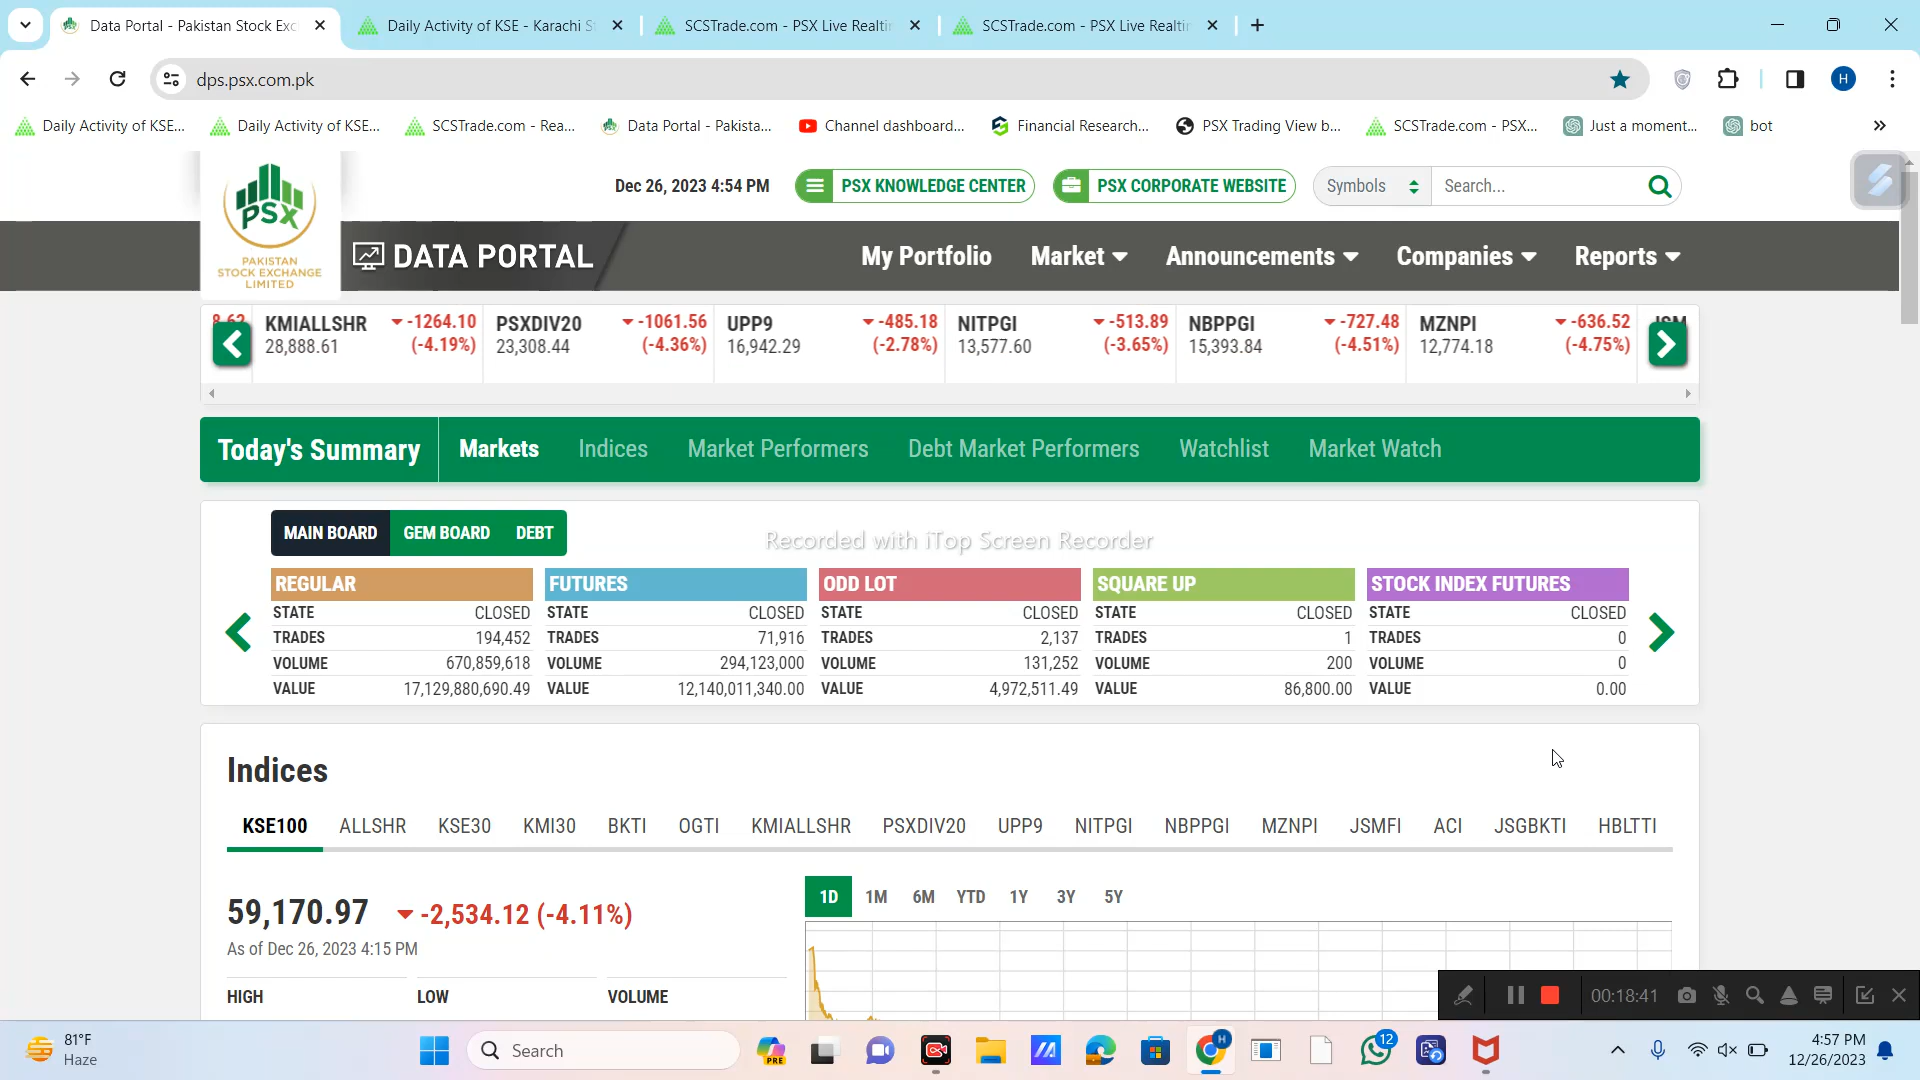 Data Portal - Pakistan Stock Exc
Daily Activity of KSE - Karachi S
SCSTrade.com - PSX Live Realtin
SCSTrade.com - PSX Live Realtin
dps.psx.com.pk
H
Daily Activity of KSE...
Daily Activity of KSE...
SCSTrade.com - Rea...
Data Portal - Pakista...
Channel dashboard...
Financial Research...
PSX Trading View b...
SCSTrade.com - PSX...
Just a moment...
bot
PSX
PAKISTAN
STOCK EXCHANGE
LIMITED
Dec 26, 2023 4:54 PM
PSX KNOWLEDGE CENTER
PSX CORPORATE WEBSITE
Symbols
Search...
DATA PORTAL
My Portfolio
Market
Announcements
Companies
Reports
KMIALLSHR -1264.10
28,888.61 (-4.19%)
PSXDIV20 -1061.56
23,308.44 (-4.36%)
UPP9 -485.18
16,942.29 (-2.78%)
NITPGI -513.89
13,577.60 (-3.65%)
NBPPGI -727.48
15,393.84 (-4.51%)
MZNPI -636.52
12,774.18 (-4.75%)
Today's Summary Markets Indices Market Performers Debt Market Performers Watchlist Market Watch
MAIN BOARD GEM BOARD DEBT
Recorded with iTop Screen Recorder
REGULAR
STATE CLOSED
TRADES 194,452
VOLUME 670,859,618
VALUE 17,129,880,690.49
FUTURES
STATE CLOSED
TRADES 71,916
VOLUME 294,123,000
VALUE 12,140,011,340.00
ODD LOT
STATE CLOSED
TRADES 2,137
VOLUME 131,252
VALUE 4,972,511.49
SQUARE UP
STATE CLOSED
TRADES 1
VOLUME 200
VALUE 86,800.00
STOCK INDEX FUTURES
STATE CLOSED
TRADES 0
VOLUME 0
VALUE 0.00
Indices
KSE100 ALLSHR KSE30 KMI30 BKTI OGTI KMIALLSHR PSXDIV20 UPP9 NITPGI NBPPGI MZNPI JSMFI ACI JSGBKTI HBLTTI
59,170.97 -2,534.12 (-4.11%)
As of Dec 26, 2023 4:15 PM
HIGH LOW VOLUME
1D 1M 6M YTD 1Y 3Y 5Y
00:18:41
81°F
Haze
Search
PRE
H
12
4:57 PM
12/26/2023